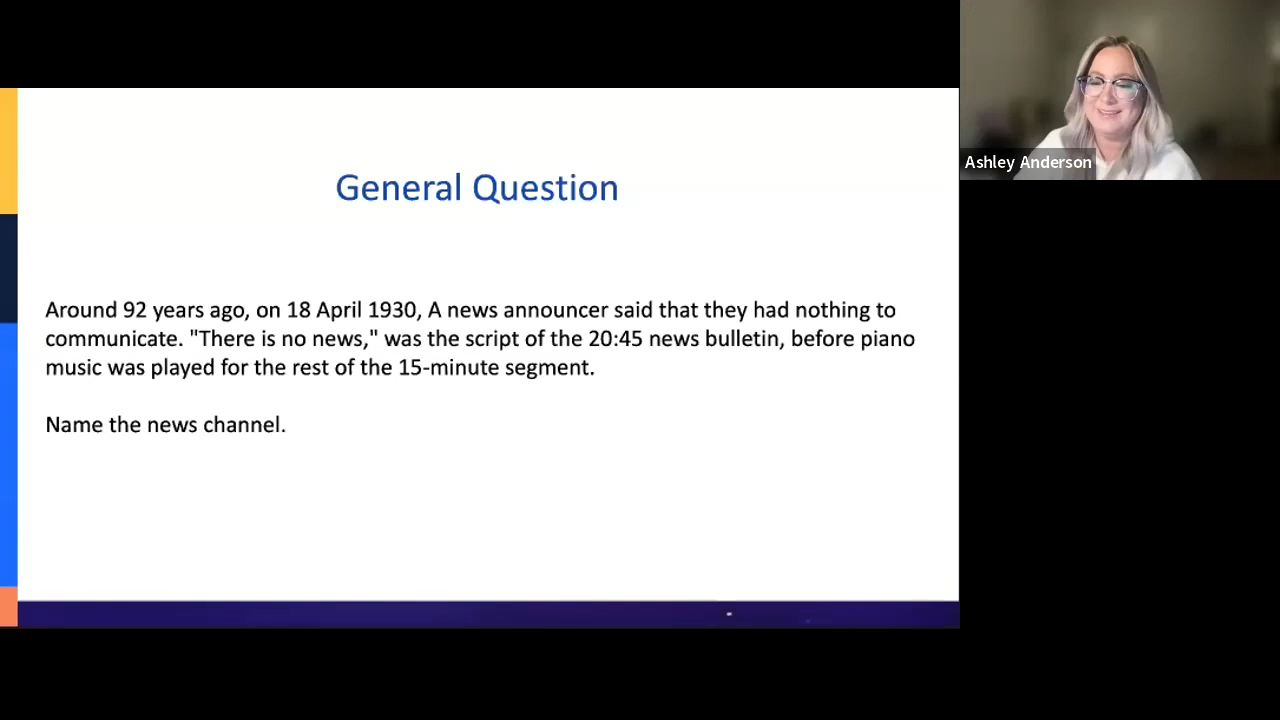 General Question
Around 92 years ago, on 18 April 1930, A news announcer said that they had nothing to
communicate. "There is no news," was the script of the 20:45 news bulletin, before piano
music was played for the rest of the 15-minute segment.
Name the news channel.
Ashley Anderson